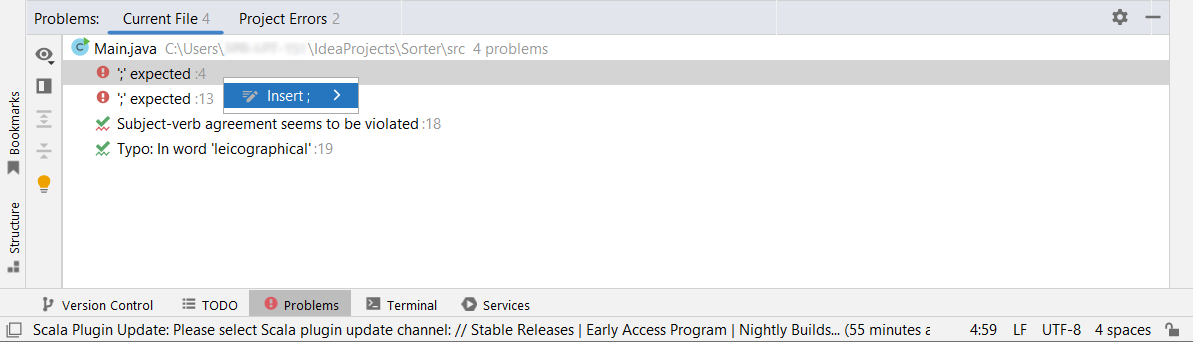 Problems: Current File 4 Project Errors 2
Main.java C:\Users\ \IdeaProjects\Sorter\src 4 problems
';' expected :4
';' expected :13
Insert ;
Subject-verb agreement seems to be violated :18
Typo: In word 'leicographical' :19
Bookmarks
Structure
Version Control TODO Problems Terminal Services
Scala Plugin Update: Please select Scala plugin update channel: // Stable Releases | Early Access Program | Nightly Builds... (55 minutes a 4:59 LF UTF-8 4 spaces